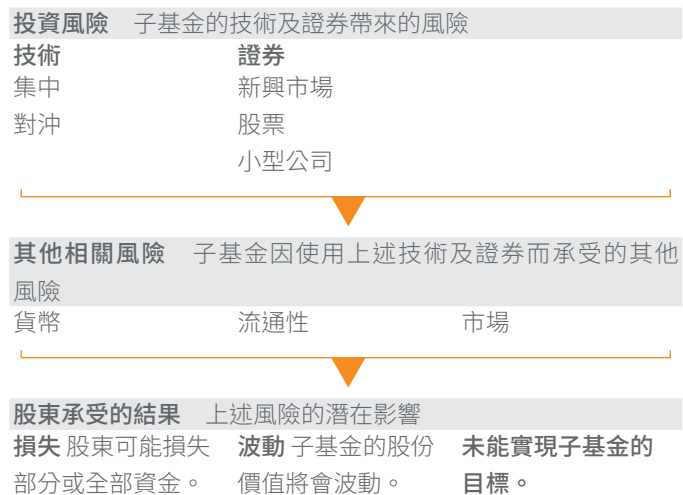 投資風險 子基金的技術及證券帶來的風險
技術 證券
集中 新興市場
對沖 股票
小型公司
其他相關風險 子基金因使用上述技術及證券而承受的其他
風險
貨幣 流通性 市場
股東承受的結果 上述風險的潛在影響
損失 股東可能損失 波動 子基金的股份 未能實現子基金的
部分或全部資金。 價值將會波動。 目標。